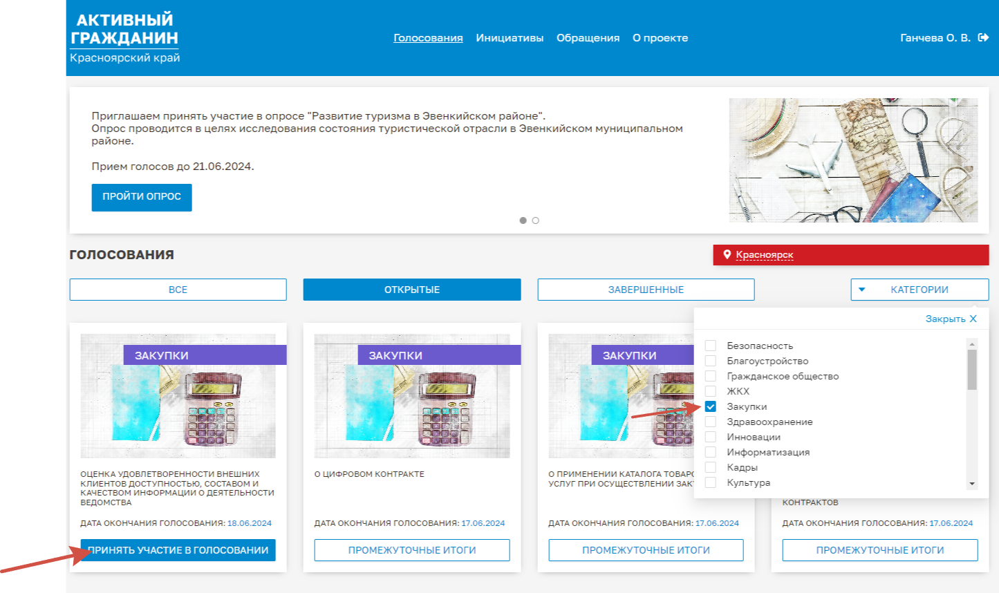 АКТИВНЫЙ
ГРАЖДАНИН
Красноярский край
Голосования Инициативы Обращения О проекте
Ганчева О. В.
Приглашаем принять участие в опросе "Развитие туризма в Эвенкийском районе".
Опрос проводится в целях исследования состояния туристической отрасли в Эвенкийском муниципальном
районе.
Прием голосов до 21.06.2024.
ПРОЙТИ ОПРОС
ГОЛОСОВАНИЯ
Красноярск
ВСЕ
ОТКРЫТЫЕ
ЗАВЕРШЕННЫЕ
КАТЕГОРИИ
Закрыть X
Безопасность
Благоустройство
Гражданское общество
ЖКХ
Закупки
Здравоохранение
Инновации
Информатизация
Кадры
Культура
ЗАКУПКИ
ОЦЕНКА УДОВЛЕТВОРЕННОСТИ ВНЕШНИХ
КЛИЕНТОВ ДОСТУПНОСТЬЮ, СОСТАВОМ И
КАЧЕСТВОМ ИНФОРМАЦИИ О ДЕЯТЕЛЬНОСТИ
ВЕДОМСТВА
ДАТА ОКОНЧАНИЯ ГОЛОСОВАНИЯ: 18.06.2024
ПРИНЯТЬ УЧАСТИЕ В ГОЛОСОВАНИИ
ЗАКУПКИ
О ЦИФРОВОМ КОНТРАКТЕ
ДАТА ОКОНЧАНИЯ ГОЛОСОВАНИЯ: 17.06.2024
ПРОМЕЖУТОЧНЫЕ ИТОГИ
ЗАКУПКИ
О ПРИМЕНЕНИИ КАТАЛОГА ТОВАРО
УСЛУГ ПРИ ОСУЩЕСТВЛЕНИИ ЗАК
ДАТА ОКОНЧАНИЯ ГОЛОСОВАНИЯ: 17.06.2024
ПРОМЕЖУТОЧНЫЕ ИТОГИ
КОНТРАКТОВ
ДАТА ОКОНЧАНИЯ ГОЛОСОВАНИЯ: 17.06.2024
ПРОМЕЖУТОЧНЫЕ ИТОГИ